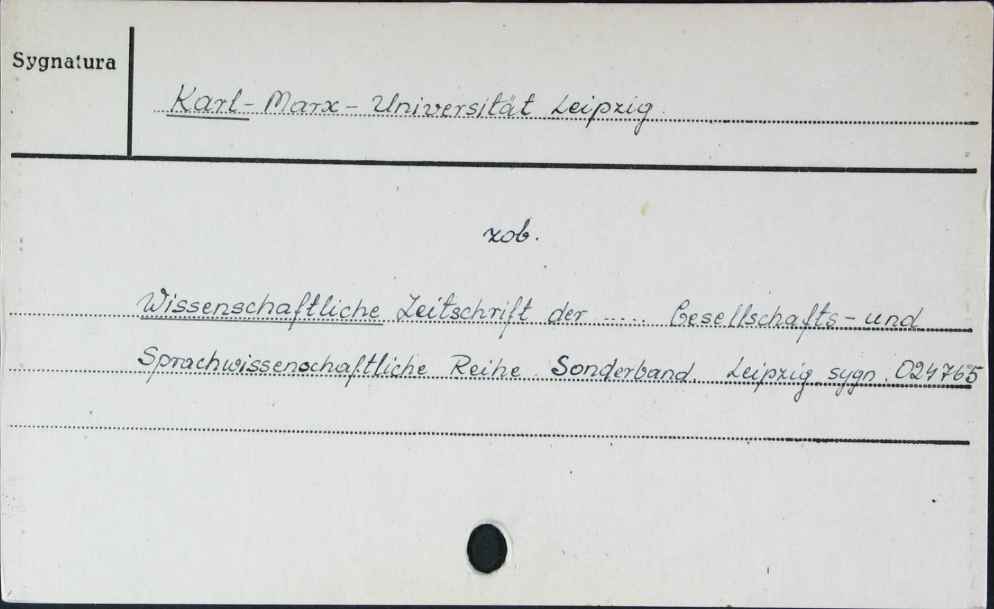 Sygnatura
Karl-Marx-Universität Leipzig
zob.
Wissenschaftliche Zeitschrift der ..... Gesellschafts-und
Sprachwissenschaftliche Reihe. Sonderband. Leipzig sygn. 024765